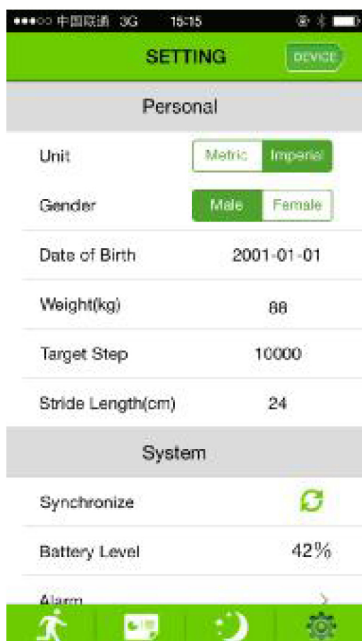 中国联通 3G 15:15
SETTING DEVICE
Personal
Unit Metric Imperial
Gender Male Female
Date of Birth 2001-01-01
Weight(kg) 88
Target Step 10000
Stride Length(cm) 24
System
Synchronize
Battery Level 42%
Alarm